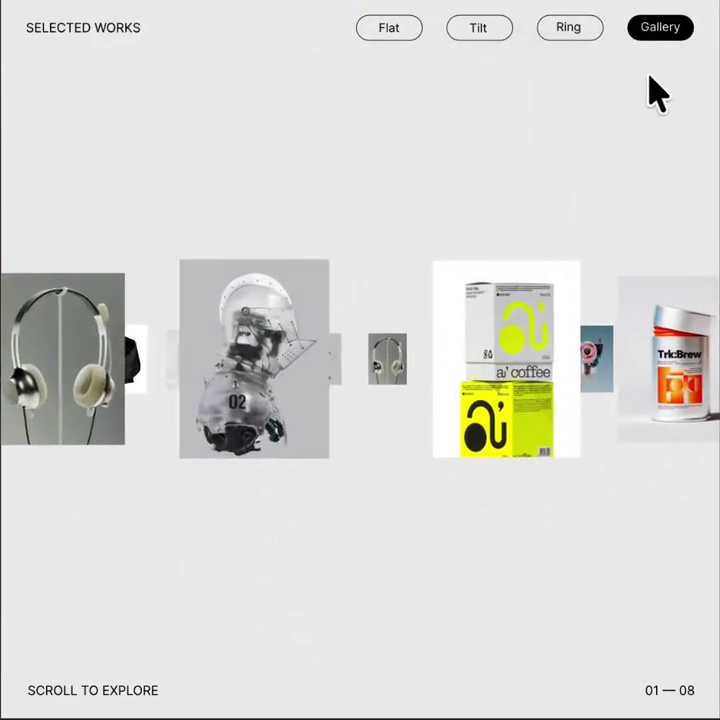 SELECTED WORKS
Flat
Tilt
Ring
Gallery
02
a' coffee
Trk:Brew
SCROLL TO EXPLORE
01 — 08